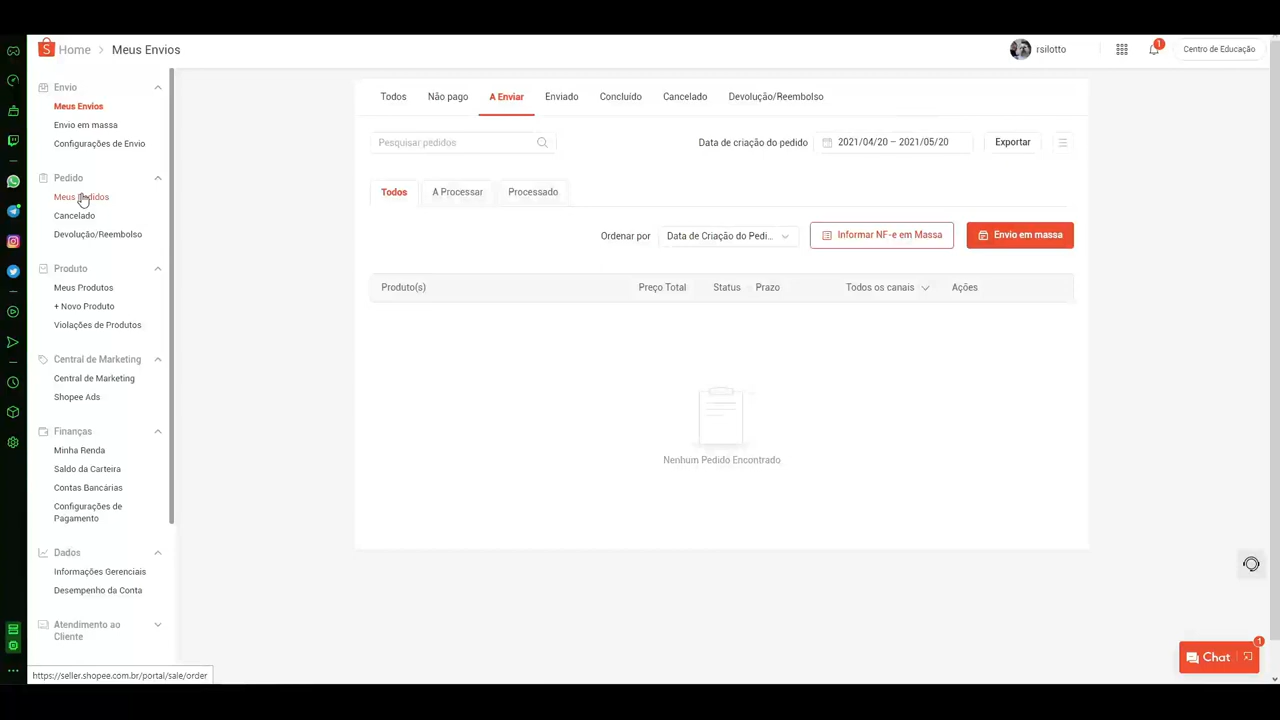 Home > Meus Envios
rsilotto
1
Centro de Educação
Envio
Meus Envios
Envio em massa
Configurações de Envio
Pedido
Meus Pedidos
Cancelado
Devolução/Reembolso
Produto
Meus Produtos
+ Novo Produto
Violações de Produtos
Central de Marketing
Central de Marketing
Shopee Ads
Finanças
Minha Renda
Saldo da Carteira
Contas Bancárias
Configurações de
Pagamento
Dados
Informações Gerenciais
Desempenho da Conta
Atendimento ao
Cliente
https://seller.shopee.com.br/portal/sale/order
Todos Não pago A Enviar Enviado Concluído Cancelado Devolução/Reembolso
Pesquisar pedidos Data de criação do pedido 2021/04/20 – 2021/05/20 Exportar
Todos A Processar Processado
Ordenar por Data de Criação do Pedi... Informar NF-e em Massa Envio em massa
Produto(s) Preço Total Status Prazo Todos os canais Ações
Nenhum Pedido Encontrado
Chat 1